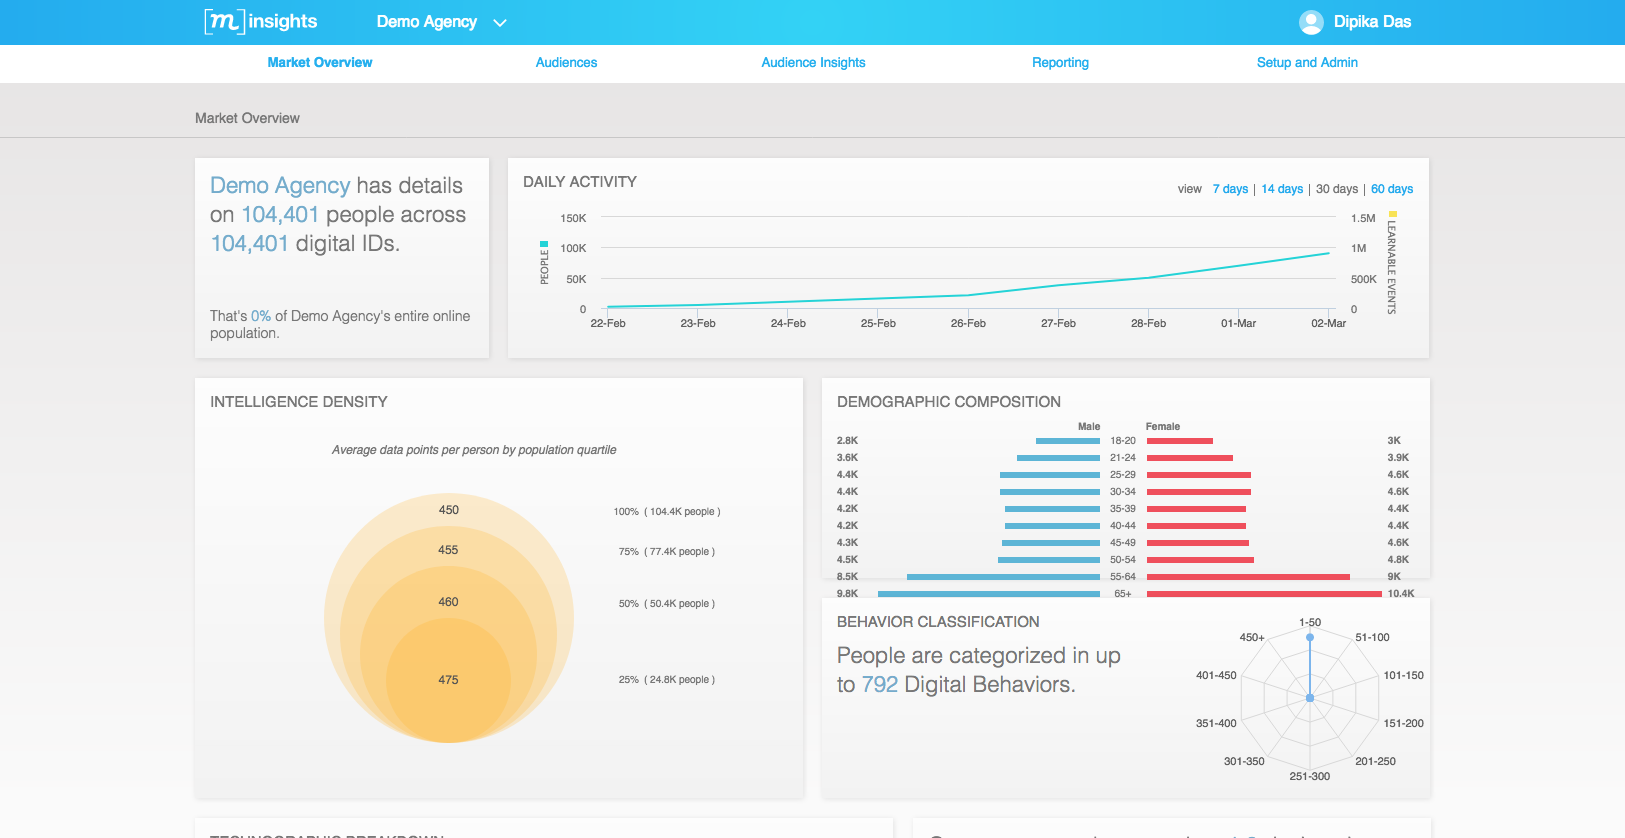 [m] insights
Demo Agency
Dipika Das
Market Overview
Audiences
Audience Insights
Reporting
Setup and Admin
Market Overview
Demo Agency has details
on 104,401 people across
104,401 digital IDs.
That's 0% of Demo Agency's entire online
population.
DAILY ACTIVITY
view 7 days | 14 days | 30 days | 60 days
PEOPLE
150K
100K
50K
0
1.5M
1M
500K
0
LEARNABLE EVENTS
22-Feb 23-Feb 24-Feb 25-Feb 26-Feb 27-Feb 28-Feb 01-Mar 02-Mar
INTELLIGENCE DENSITY
Average data points per person by population quartile
450 100% ( 104.4K people )
455 75% ( 77.4K people )
460 50% ( 50.4K people )
475 25% ( 24.8K people )
DEMOGRAPHIC COMPOSITION
Male Female
2.8K 18-20 3K
3.6K 21-24 3.9K
4.4K 25-29 4.6K
4.4K 30-34 4.6K
4.2K 35-39 4.4K
4.2K 40-44 4.4K
4.3K 45-49 4.6K
4.5K 50-54 4.8K
8.5K 55-64 9K
9.8K 65+ 10.4K
BEHAVIOR CLASSIFICATION
People are categorized in up
to 792 Digital Behaviors.
1-50
51-100
101-150
151-200
201-250
251-300
301-350
351-400
401-450
450+
TECHNOGRAPHIC BREAKDOWN